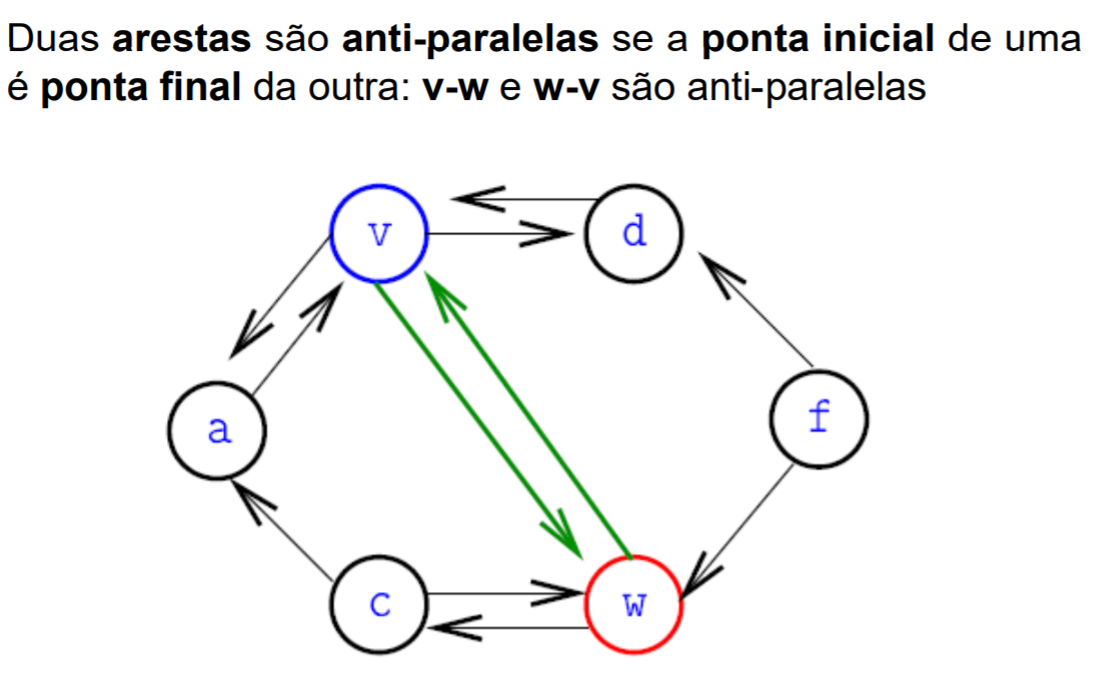 Duas arestas são anti-paralelas se a ponta inicial de uma
é ponta final da outra: v-w e w-v são anti-paralelas
v
d
a
f
c
w